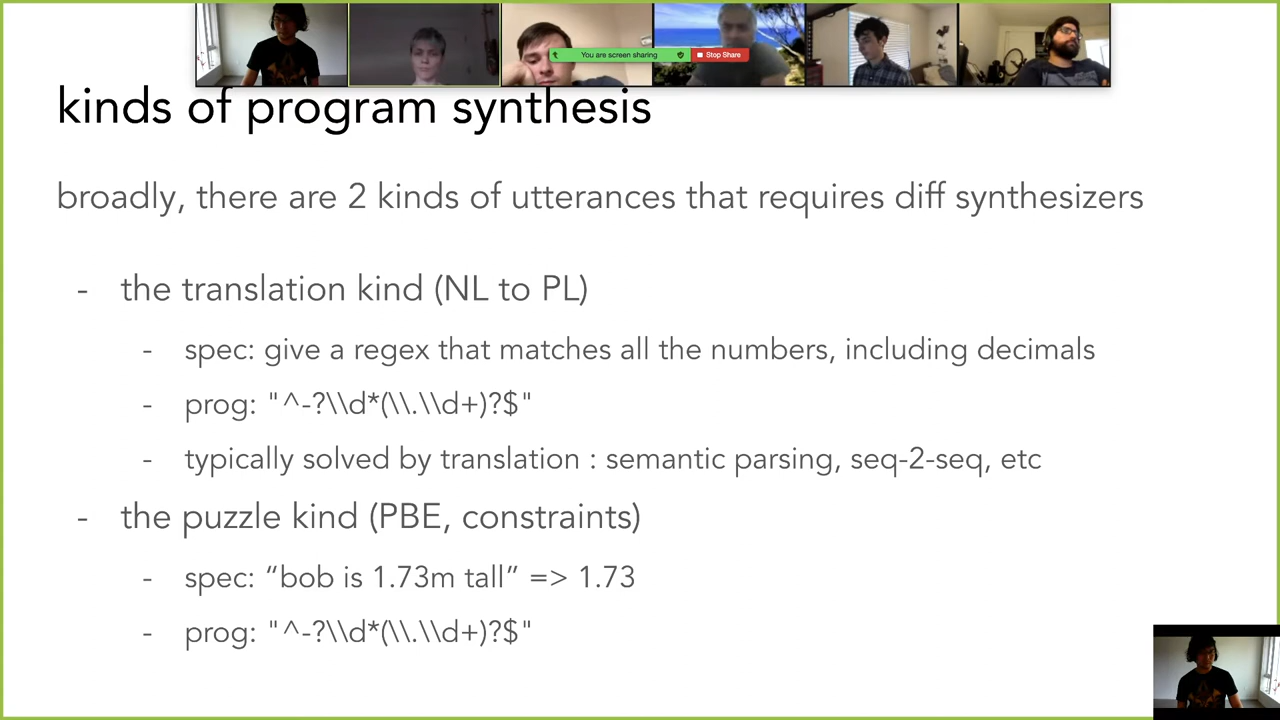 You are screen sharing
Stop Share
kinds of program synthesis
broadly, there are 2 kinds of utterances that requires diff synthesizers
- the translation kind (NL to PL)
- spec: give a regex that matches all the numbers, including decimals
- prog: "^-?\\d*(\\.\\d+)?$"
- typically solved by translation : semantic parsing, seq-2-seq, etc
- the puzzle kind (PBE, constraints)
- spec: “bob is 1.73m tall” => 1.73
- prog: "^-?\\d*(\\.\\d+)?$"